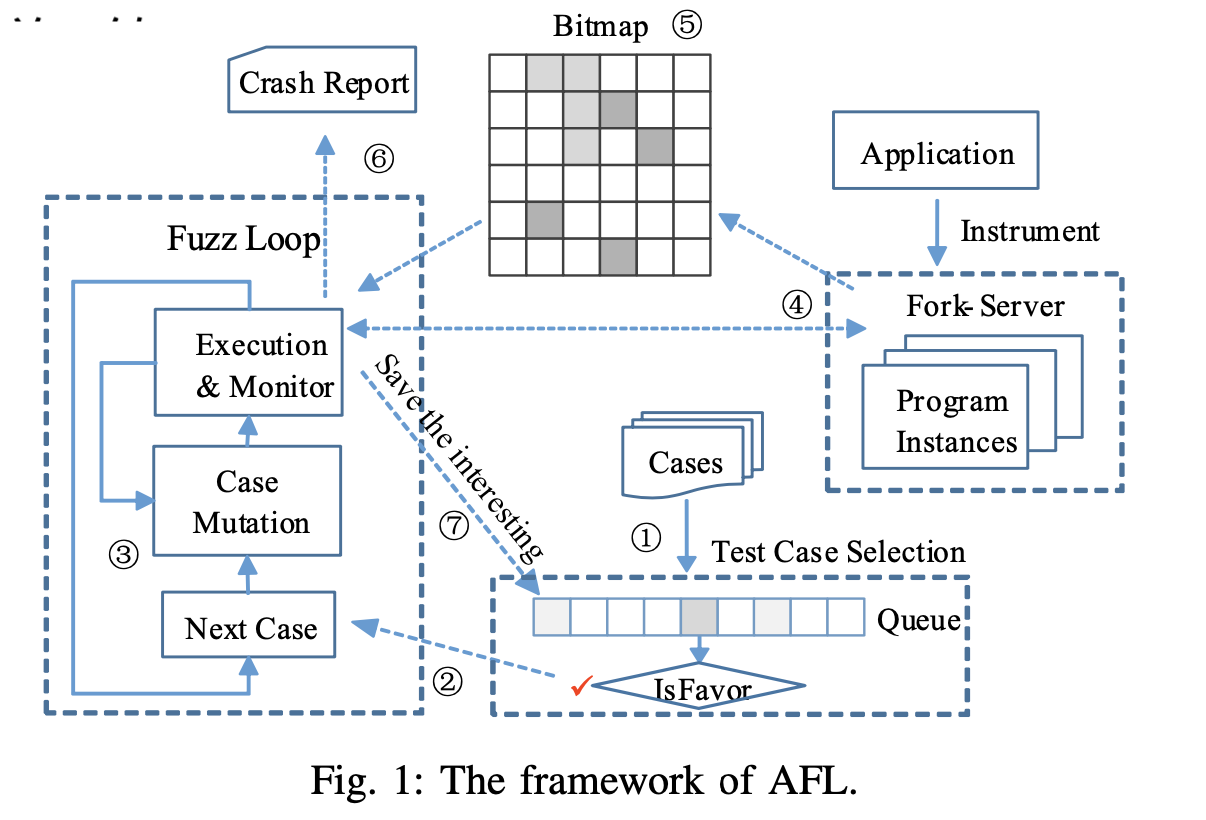 Bitmap ⑤
Crash Report
⑥
Application
Instrument
Fuzz Loop
④
Fork-Server
Execution
& Monitor
Program
Instances
Save the interesting
Cases
Case
Mutation
⑦
①
③
Test Case Selection
Queue
Next Case
②
IsFavor
Fig. 1: The framework of AFL.